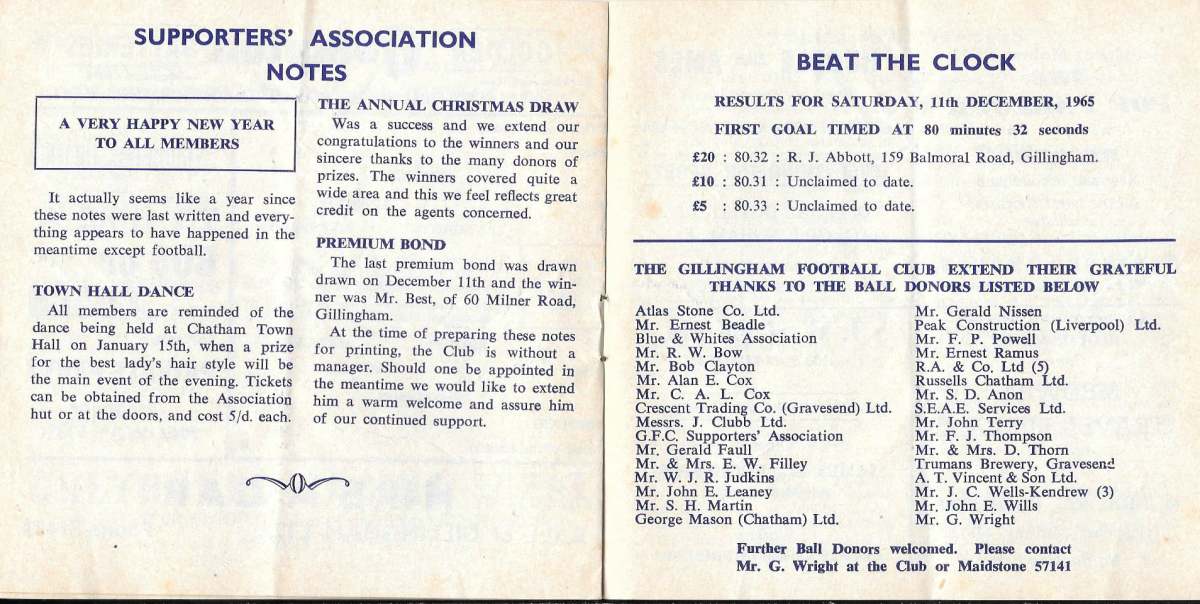 SUPPORTERS' ASSOCIATION
NOTES
A VERY HAPPY NEW YEAR
TO ALL MEMBERS
It actually seems like a year since
these notes were last written and every-
thing appears to have happened in the
meantime except football.
TOWN HALL DANCE
All members are reminded of the
dance being held at Chatham Town
Hall on January 15th, when a prize
for the best lady's hair style will be
the main event of the evening. Tickets
can be obtained from the Association
hut or at the doors, and cost 5/d. each.
THE ANNUAL CHRISTMAS DRAW
Was a success and we extend our
congratulations to the winners and our
sincere thanks to the many donors of
prizes. The winners covered quite a
wide area and this we feel reflects great
credit on the agents concerned.
PREMIUM BOND
The last premium bond was drawn
drawn on December 11th and the win-
ner was Mr. Best, of 60 Milner Road,
Gillingham.
At the time of preparing these notes
for printing, the Club is without a
manager. Should one be appointed in
the meantime we would like to extend
him a warm welcome and assure him
of our continued support.
BEAT THE CLOCK
RESULTS FOR SATURDAY, 11th DECEMBER, 1965
FIRST GOAL TIMED AT 80 minutes 32 seconds
£20 : 80.32 : R. J. Abbott, 159 Balmoral Road, Gillingham.
£10 : 80.31 : Unclaimed to date.
£5 : 80.33 : Unclaimed to date.
THE GILLINGHAM FOOTBALL CLUB EXTEND THEIR GRATEFUL
THANKS TO THE BALL DONORS LISTED BELOW
Atlas Stone Co. Ltd.
Mr. Ernest Beadle
Blue & Whites Association
Mr. R. W. Bow
Mr. Bob Clayton
Mr. Alan E. Cox
Mr. C. A. L. Cox
Crescent Trading Co. (Gravesend) Ltd.
Messrs. J. Clubb Ltd.
G.F.C. Supporters' Association
Mr. Gerald Faull
Mr. & Mrs. E. W. Filley
Mr. W. J. R. Judkins
Mr. John E. Leaney
Mr. S. H. Martin
George Mason (Chatham) Ltd.
Mr. Gerald Nissen
Peak Construction (Liverpool) Ltd.
Mr. F. P. Powell
Mr. Ernest Ramus
R.A. & Co. Ltd (5)
Russells Chatham Ltd.
Mr. S. D. Anon
S.E.A.E. Services Ltd.
Mr. John Terry
Mr. F. J. Thompson
Mr. & Mrs. D. Thorn
Trumans Brewery, Gravesend
A. T. Vincent & Son Ltd.
Mr. J. C. Wells-Kendrew (3)
Mr. John E. Wills
Mr. G. Wright
Further Ball Donors welcomed. Please contact
Mr. G. Wright at the Club or Maidstone 57141